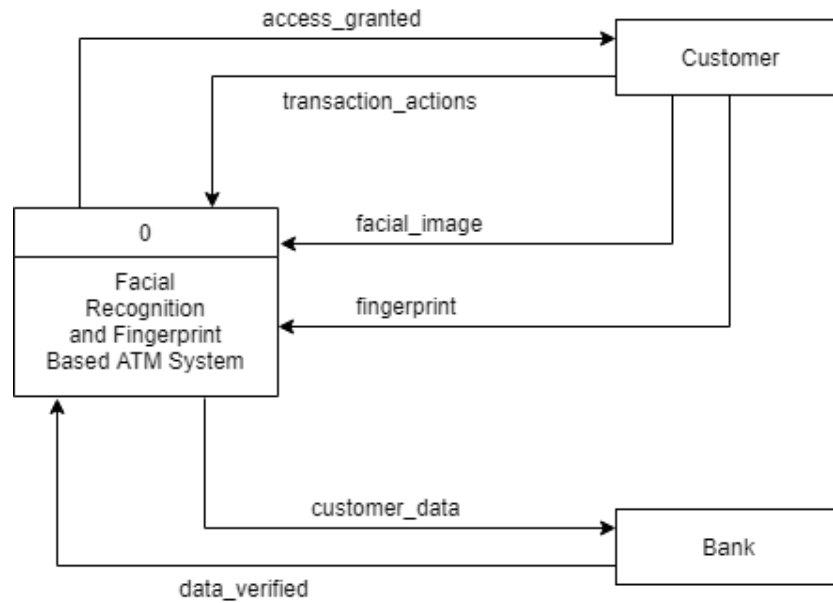 access_granted
Customer
transaction_actions
0
facial_image
Facial
Recognition
and Fingerprint
Based ATM System
fingerprint
customer_data
Bank
data_verified